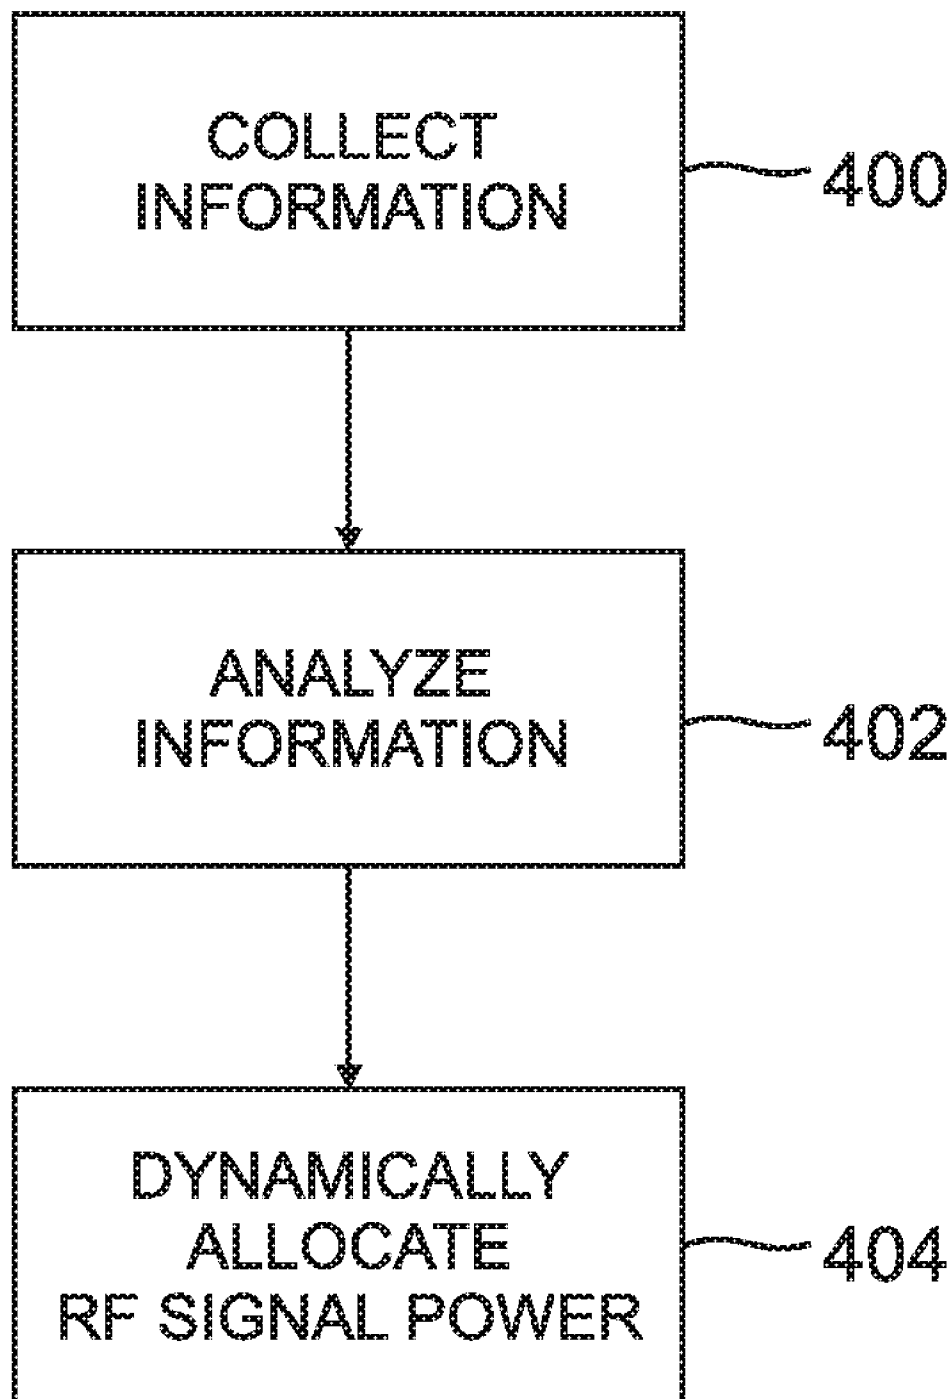 COLLECT
INFORMATION
400
ANALYZE
INFORMATION
402
DYNAMICALLY
ALLOCATE
RF SIGNAL POWER
404